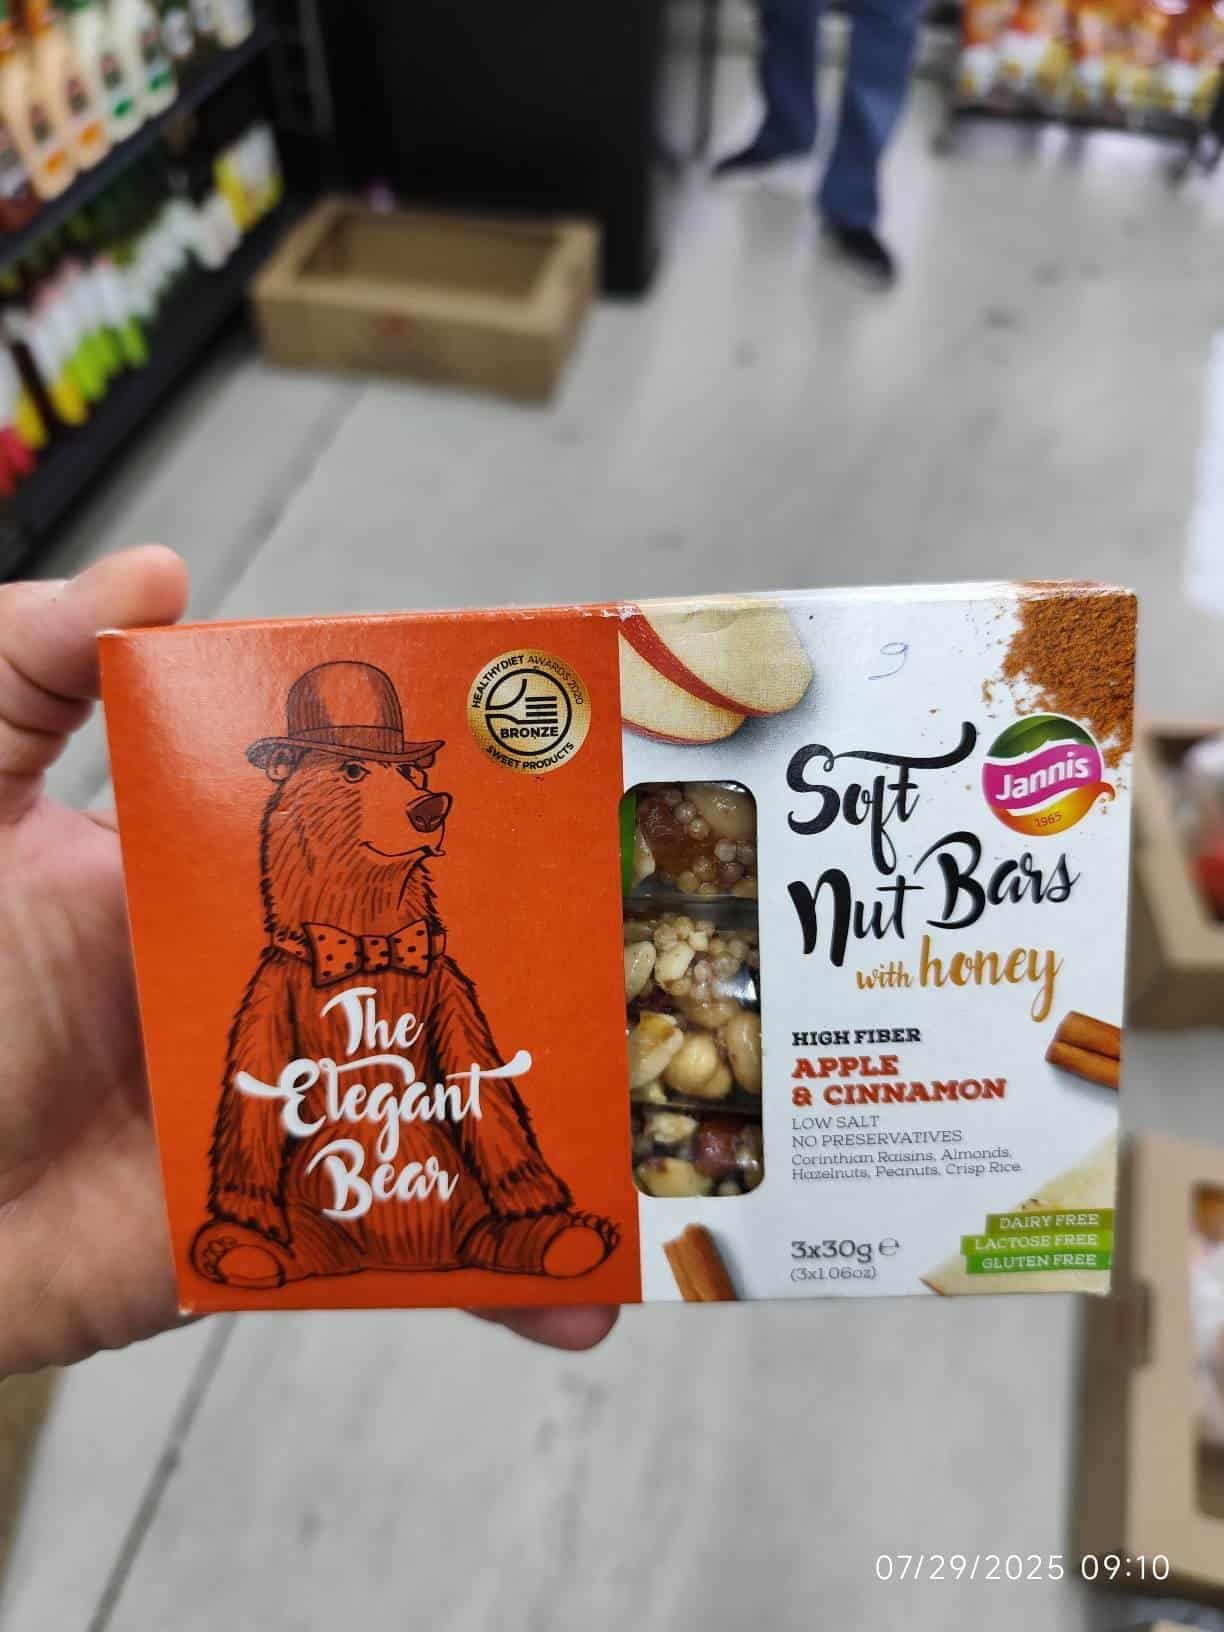 HEALTHY DIET AWARDS 2020
BRONZE
SWEET PRODUCTS
The
Elegant
Bear
9
Soft
Nut Bars
with honey
Jannis
1965
HIGH FIBER
APPLE
& CINNAMON
LOW SALT
NO PRESERVATIVES
Corinthian Raisins, Almonds,
Hazelnuts, Peanuts, Crisp Rice.
3x30g e
(3x1.06oz)
DAIRY FREE
LACTOSE FREE
GLUTEN FREE
07/29/2025 09:10